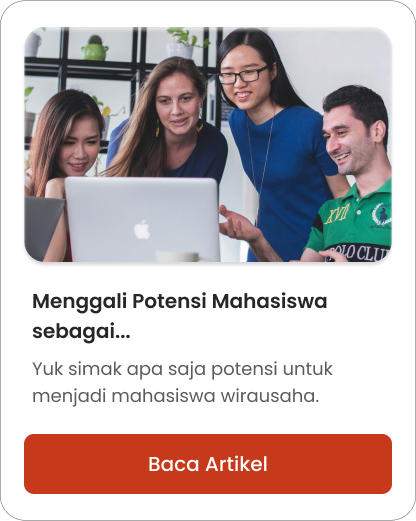 XVII
POLO CLUB
Menggali Potensi Mahasiswa
sebagai...
Yuk simak apa saja potensi untuk
menjadi mahasiswa wirausaha.
Baca Artikel